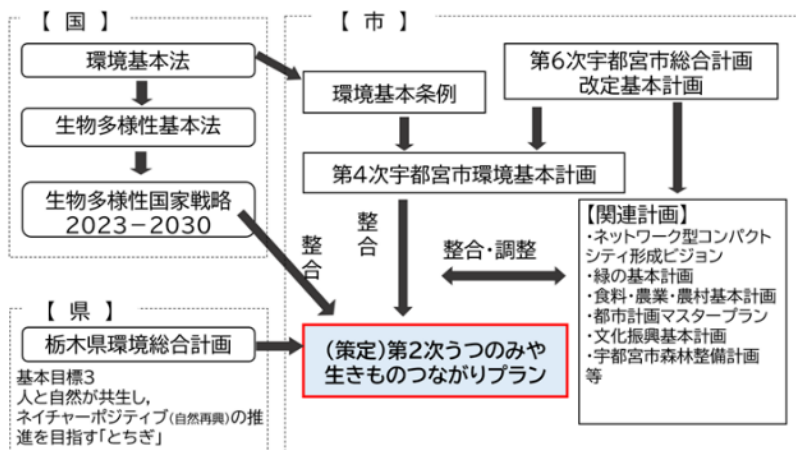 【 国 】
環境基本法
生物多様性基本法
生物多様性国家戦略
2023－2030
整合
【 県 】
栃木県環境総合計画
基本目標3
人と自然が共生し，
ネイチャーポジティブ(自然再興)の推
進を目指す「とちぎ」
【 市 】
環境基本条例
第6次宇都宮市総合計画
改定基本計画
第4次宇都宮市環境基本計画
整合
整合・調整
(策定)第2次うつのみや
生きものつながりプラン
【関連計画】
・ネットワーク型コンパクト
シティ形成ビジョン
・緑の基本計画
・食料・農業・農村基本計画
・都市計画マスタープラン
・文化振興基本計画
・宇都宮市森林整備計画
等